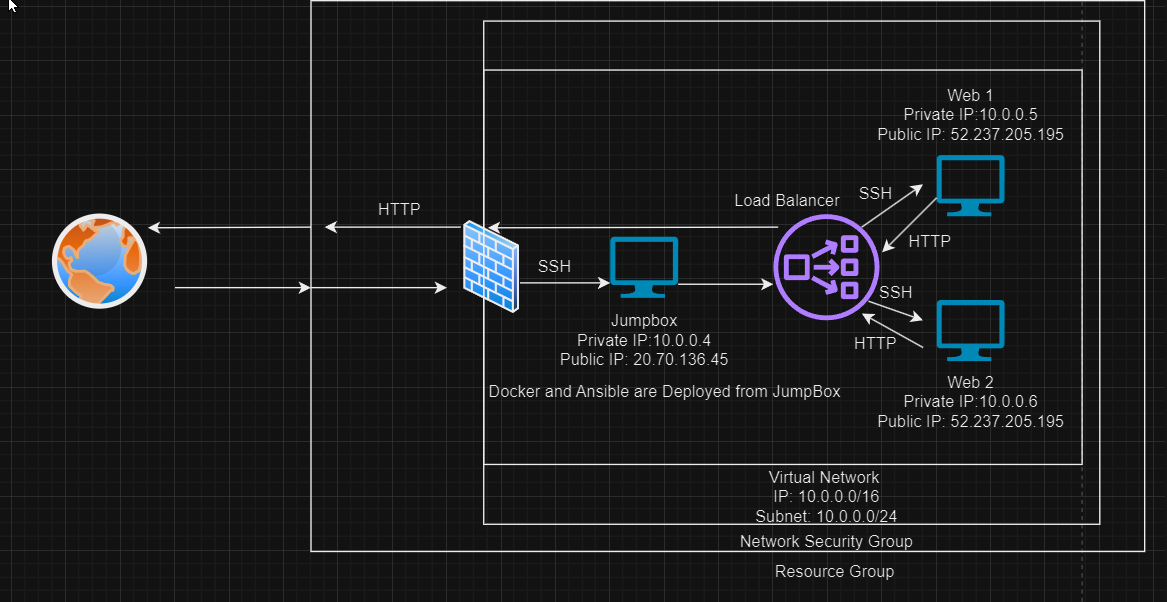 Web 1
Private IP:10.0.0.5
Public IP: 52.237.205.195
Load Balancer
SSH
HTTP
HTTP
SSH
SSH
HTTP
Jumpbox
Private IP:10.0.0.4
Public IP: 20.70.136.45
Docker and Ansible are Deployed from JumpBox
Web 2
Private IP:10.0.0.6
Public IP: 52.237.205.195
Virtual Network
IP: 10.0.0.0/16
Subnet: 10.0.0.0/24
Network Security Group
Resource Group